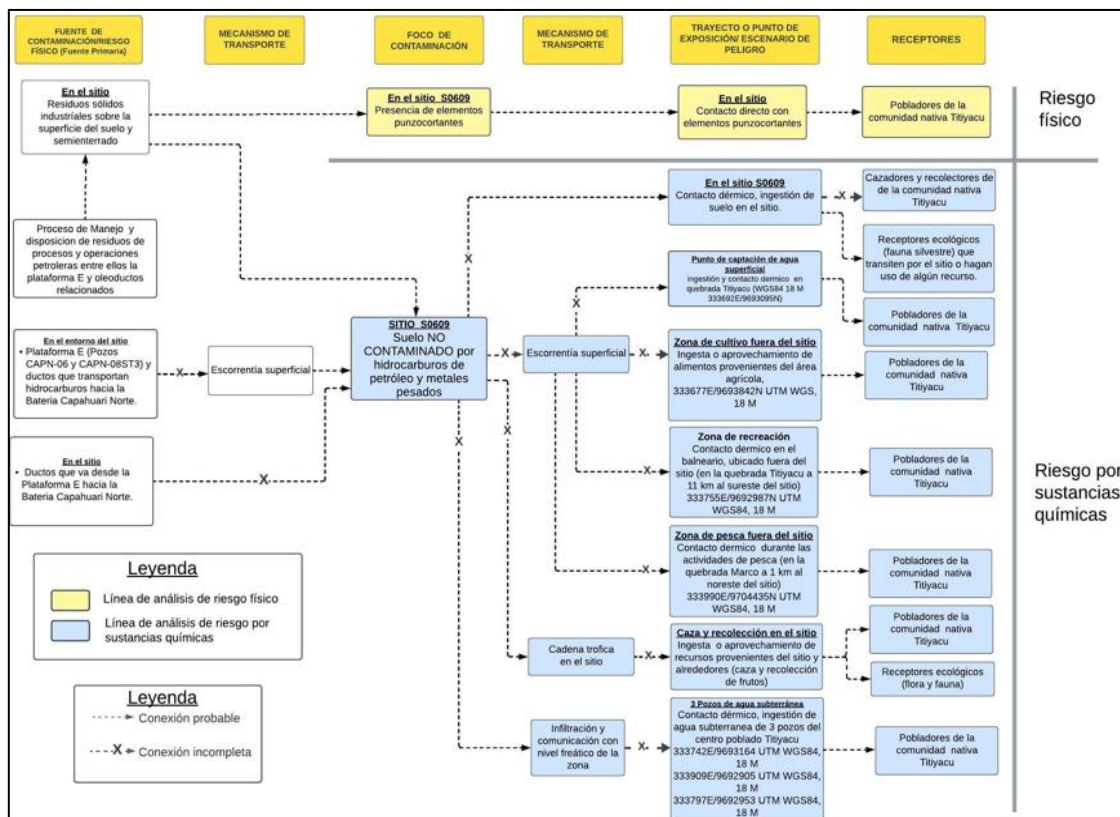 FUENTE DE
CONTAMINACIÓN/RIESGO
FÍSICO (Fuente Primaria)
MECANISMO DE
TRANSPORTE
FOCO DE
CONTAMINACIÓN
MECANISMO DE
TRANSPORTE
TRAYECTO O PUNTO DE
EXPOSICIÓN/ ESCENARIO DE
PELIGRO
RECEPTORES
En el sitio
Residuos sólidos
industriales sobre la
superficie del suelo y
semienterrado
En el sitio S0609
Presencia de elementos
punzocortantes
En el sitio
Contacto directo con
elementos punzocortantes
Pobladores de la
comunidad nativa Titiyacu
Riesgo
físico
Proceso de Manejo y
disposicion de residuos de
procesos y operaciones
petroleras entre ellos la
plataforma E y oleoductos
relacionados
En el sitio S0609
Contacto dérmico, ingestión de
suelo en el sitio.
X
Cazadores y recolectores de
de la comunidad nativa
Titiyacu
Receptores ecológicos
(fauna silvestre) que
transiten por el sitio o hagan
uso de algún recurso.
X
X
Punto de captación de agua
superficial
ingestión y contacto dermico en
quebrada Titiyacu (WGS84 18 M
333692E/9693095N)
X
Pobladores de la
comunidad nativa Titiyacu
En el entorno del sitio
• Plataforma E (Pozos
CAPN-06 y CAPN-08ST3) y
ductos que transportan
hidrocarburos hacia la
Bateria Capahuari Norte.
X
Escorrentía superficial
SITIO S0609
Suelo NO
CONTAMINADO por
hidrocarburos de
petróleo y metales
pesados
X
Escorrentía superficial
X
Zona de cultivo fuera del sitio
Ingesta o aprovechamiento de
alimentos provenientes del área
agrícola,
333677E/9693842N UTM WGS,
18 M
Pobladores de la
comunidad nativa
Titiyacu
En el sitio
• Ductos que va desde la
Plataforma E hacia la
Bateria Capahuari Norte.
X
X
X
Zona de recreación
Contacto dermico en el
balneario, ubicado fuera del
sitio (en la quebrada Titiyacu a
11 km al sureste del sitio)
333755E/9692987N UTM
WGS84, 18 M
Pobladores de la
comunidad nativa
Titiyacu
Riesgo por
sustancias
químicas
X
Zona de pesca fuera del sitio
Contacto dermico durante las
actividades de pesca (en la
quebrada Marco a 1 km al
noreste del sitio)
333990E/9704435N UTM
WGS84, 18 M
Pobladores de la
comunidad nativa
Titiyacu
Leyenda
Línea de análisis de riesgo físico
Línea de análisis de riesgo por
sustancias químicas
Cadena trofica
en el sitio
X
Caza y recolección en el sitio
Ingesta o aprovechamiento de
recursos provenientes del sitio y
alrededores (caza y recolección
de frutos)
Pobladores de la
comunidad nativa
Titiyacu
Receptores ecológicos
(flora y fauna)
Leyenda
Conexión probable
X
Conexión incompleta
Infiltración y
comunicación con
nivel freático de la
zona
X
3 Pozos de agua subterránea
Contacto dérmico, ingestión de
agua subterranea de 3 pozos del
centro poblado Titiyacu
333742E/9693164 UTM WGS84,
18 M
333909E/9692905 UTM WGS84,
18 M
333797E/9692953 UTM WGS84,
18 M
Pobladores de la
comunidad nativa
Titiyacu